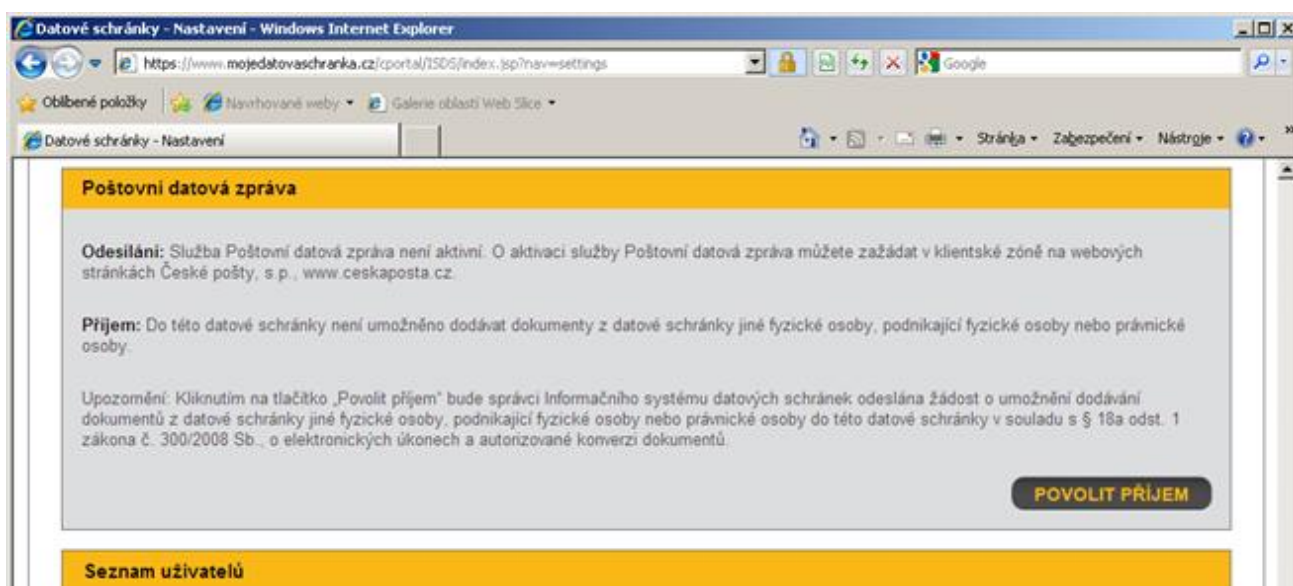 Datové schránky - Nastavení - Windows Internet Explorer
https://www.mojedatovaschranka.cz/cportal/ISDS/index.jsp?nav=settings
Google
Oblíbené položky Navrhované weby Galerie oblastí Web Slice
Datové schránky - Nastavení
Stránka Zabezpečení Nástroje
Poštovní datová zpráva
Odesílání: Služba Poštovní datová zpráva není aktivní. O aktivaci služby Poštovní datová zpráva můžete zažádat v klientské zóně na webových
stránkách České pošty, s.p., www.ceskaposta.cz.
Příjem: Do této datové schránky není umožněno dodávat dokumenty z datové schránky jiné fyzické osoby, podnikající fyzické osoby nebo právnické
osoby.
Upozornění: Kliknutím na tlačítko „Povolit příjem" bude správci Informačního systému datových schránek odeslána žádost o umožnění dodávání
dokumentů z datové schránky jiné fyzické osoby, podnikající fyzické osoby nebo právnické osoby do této datové schránky v souladu s § 18a odst. 1
zákona č. 300/2008 Sb., o elektronických úkonech a autorizované konverzi dokumentů.
POVOLIT PŘÍJEM
Seznam uživatelů